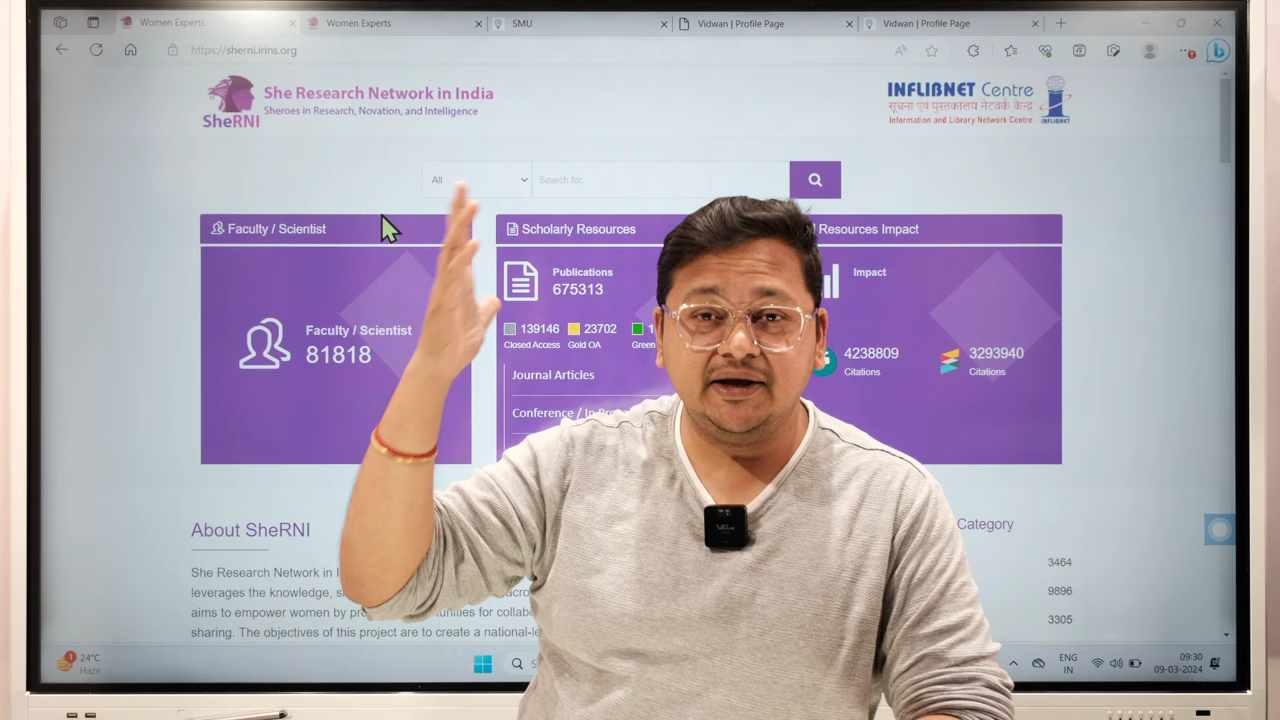 Women Experts
Women Experts
SMU
Vidwan | Profile Page
Vidwan | Profile Page
https://sherni.irins.org
SheRNI
She Research Network in India
Sheroes in Research, Novation, and Intelligence
INFLIBNET Centre
सूचना एवं पुस्तकालय नेटवर्क केन्द्र
Information and Library Network Centre
INFLIBNET
All
Search for.
Faculty / Scientist
Scholarly Resources
Resources Impact
Faculty / Scientist
81818
Publications
675313
139146
Closed Access
23702
Gold OA
Green
Journal Articles
Conference / In
Impact
4238809
Citations
3293940
Citations
About SheRNI
She Research Network in
leverages the knowledge,
aims to empower women by for collab
sharing. The objectives of this project are to create a national-le
Category
3464
9896
3305
1
24°C
Haze
ENG
IN
09:30
09-03-2024